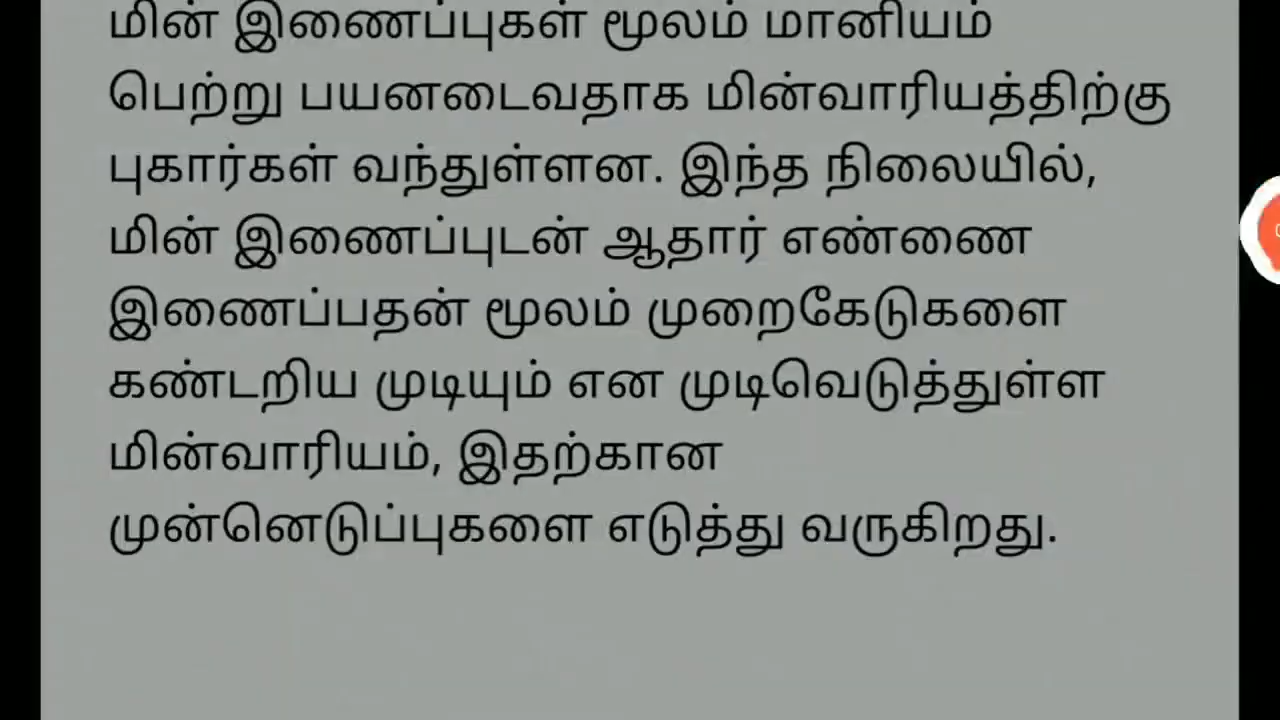 மின் இணைப்புகள் மூலம் மானியம்
பெற்று பயனடைவதாக மின்வாரியத்திற்கு
புகார்கள் வந்துள்ளன. இந்த நிலையில்,
மின் இணைப்புடன் ஆதார் எண்ணை
இணைப்பதன் மூலம் முறைகேடுகளை
கண்டறிய முடியும் என முடிவெடுத்துள்ள
மின்வாரியம், இதற்கான
முன்னெடுப்புகளை எடுத்து வருகிறது.